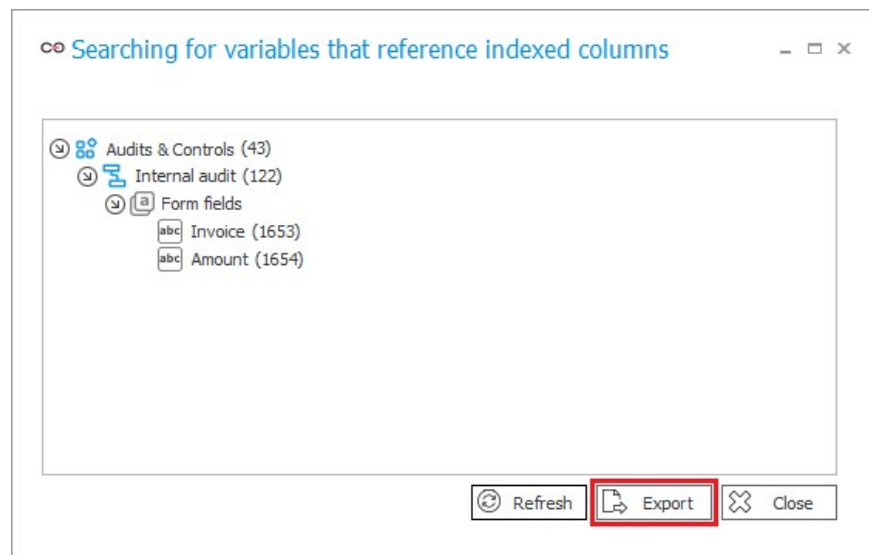 Searching for variables that reference indexed columns
Audits & Controls (43)
Internal audit (122)
a Form fields
abc Invoice (1653)
abc Amount (1654)
Refresh Export Close